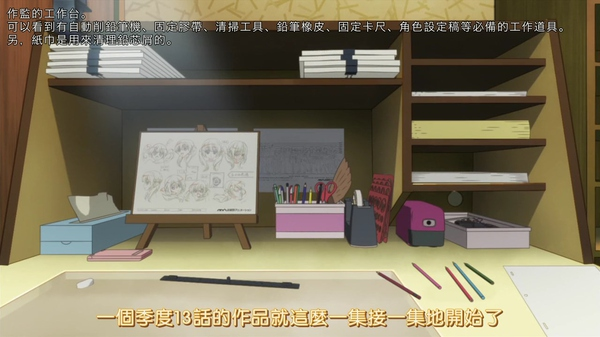 作監的工作台。
可以看到有自動削鉛筆機、固定膠帶、清掃工具、鉛筆橡皮、固定卡尺、角色設定稿等必備的工作道具。
另、紙巾是用來清理鉛芯屑的。
一個季度13話的作品就這麼一集接一集地開始了